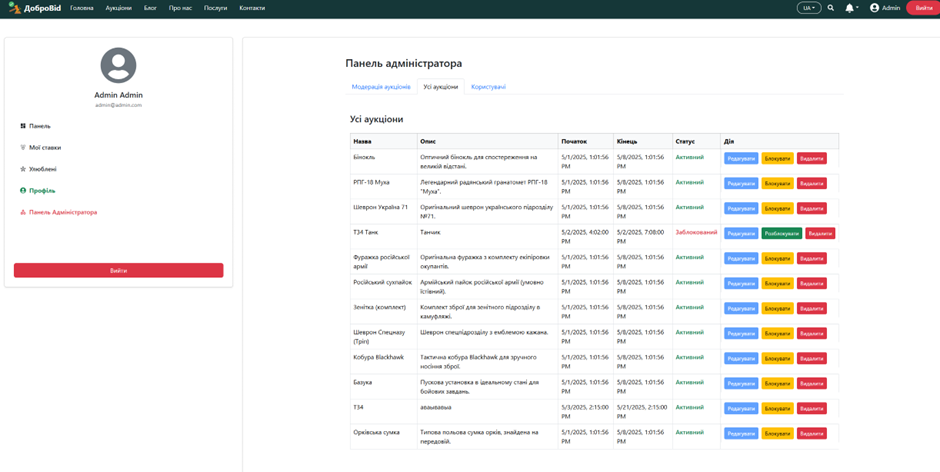 ДоброВід Головна Аукціони Блог Про нас Послуги Контакти UA Admin Вийти
Admin Admin
admin@admin.com
Панель
Мої ставки
Улюблені
Профіль
Панель Адміністратора
Вийти
Панель адміністратора
Модерація аукціонів Усі аукціони Користувачі
Усі аукціони
Назва Опис Початок Кінець Статус Дія
Бінокль Оптичний бінокль для спостереження на 5/1/2025, 1:01:56 5/8/2025, 1:01:56 Активний Редагувати Блокувати Видалити
великій відстані. PM PM
РПГ-18 Муха Легендарний радянський гранатомет РПГ-18 5/1/2025, 1:01:56 5/8/2025, 1:01:56 Активний Редагувати Блокувати Видалити
"Муха". PM PM
Шеврон Україна 71 Оригінальний шеврон українського підрозділу 5/1/2025, 1:01:56 5/8/2025, 1:01:56 Активний Редагувати Блокувати Видалити
№71. PM PM
Т34 Танк Танчик 5/2/2025, 4:02:00 5/2/2025, 7:08:00 Заблокований Редагувати Розблокувати Видалити
PM PM
Фуражка російської Оригінальна фуражка з комплекту екіпіровки 5/1/2025, 1:01:56 5/8/2025, 1:01:56 Активний Редагувати Блокувати Видалити
армії окупантів. PM PM
Російський сухпайок Армійський пайок російської армії (умовно 5/1/2025, 1:01:56 5/8/2025, 1:01:56 Активний Редагувати Блокувати Видалити
їстівний). PM PM
Зенітка (комплект) Комплект зброї для зенітного підрозділу в 5/1/2025, 1:01:56 5/8/2025, 1:01:56 Активний Редагувати Блокувати Видалити
камуфляжі. PM PM
Шеврон Спецназу Шеврон спецпідрозділу з емблемою кажана. 5/1/2025, 1:01:56 5/8/2025, 1:01:56 Активний Редагувати Блокувати Видалити
(Тріп) PM PM
Кобура Blackhawk Тактична кобура Blackhawk для зручного 5/1/2025, 1:01:56 5/8/2025, 1:01:56 Активний Редагувати Блокувати Видалити
носіння зброї. PM PM
Базука Пускова установка в ідеальному стані для 5/1/2025, 1:01:56 5/8/2025, 1:01:56 Активний Редагувати Блокувати Видалити
бойових завдань. PM PM
Т34 аваывавыа 5/3/2025, 2:15:00 5/21/2025, 2:15:00 Активний Редагувати Блокувати Видалити
PM PM
Орківська сумка Типова польова сумка орків, знайдена на 5/1/2025, 1:01:56 5/8/2025, 1:01:56 Активний Редагувати Блокувати Видалити
передовій. PM PM